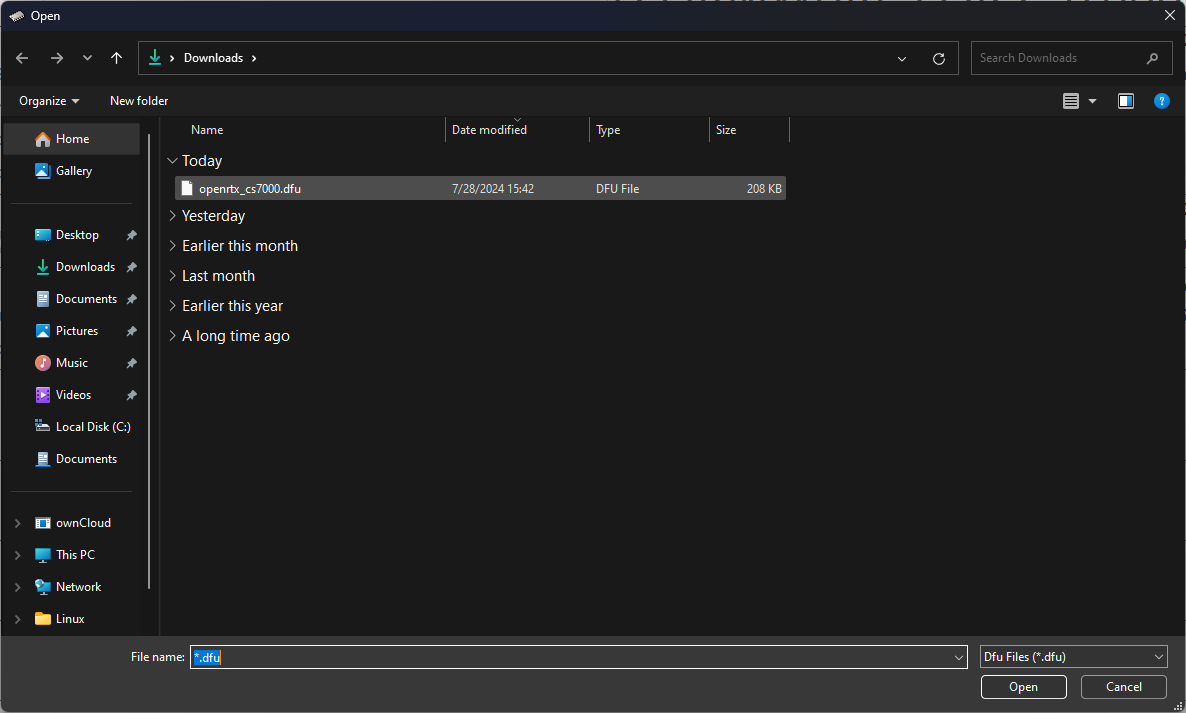 Open
Downloads
Search Downloads
Organize New folder
Name Date modified Type Size
Home
Gallery
Desktop
Downloads
Documents
Pictures
Music
Videos
Local Disk (C:)
Documents
ownCloud
This PC
Network
Linux
Today
openrtx_cs7000.dfu 7/28/2024 15:42 DFU File 208 KB
Yesterday
Earlier this month
Last month
Earlier this year
A long time ago
File name: *.dfu Dfu Files (*.dfu)
Open Cancel